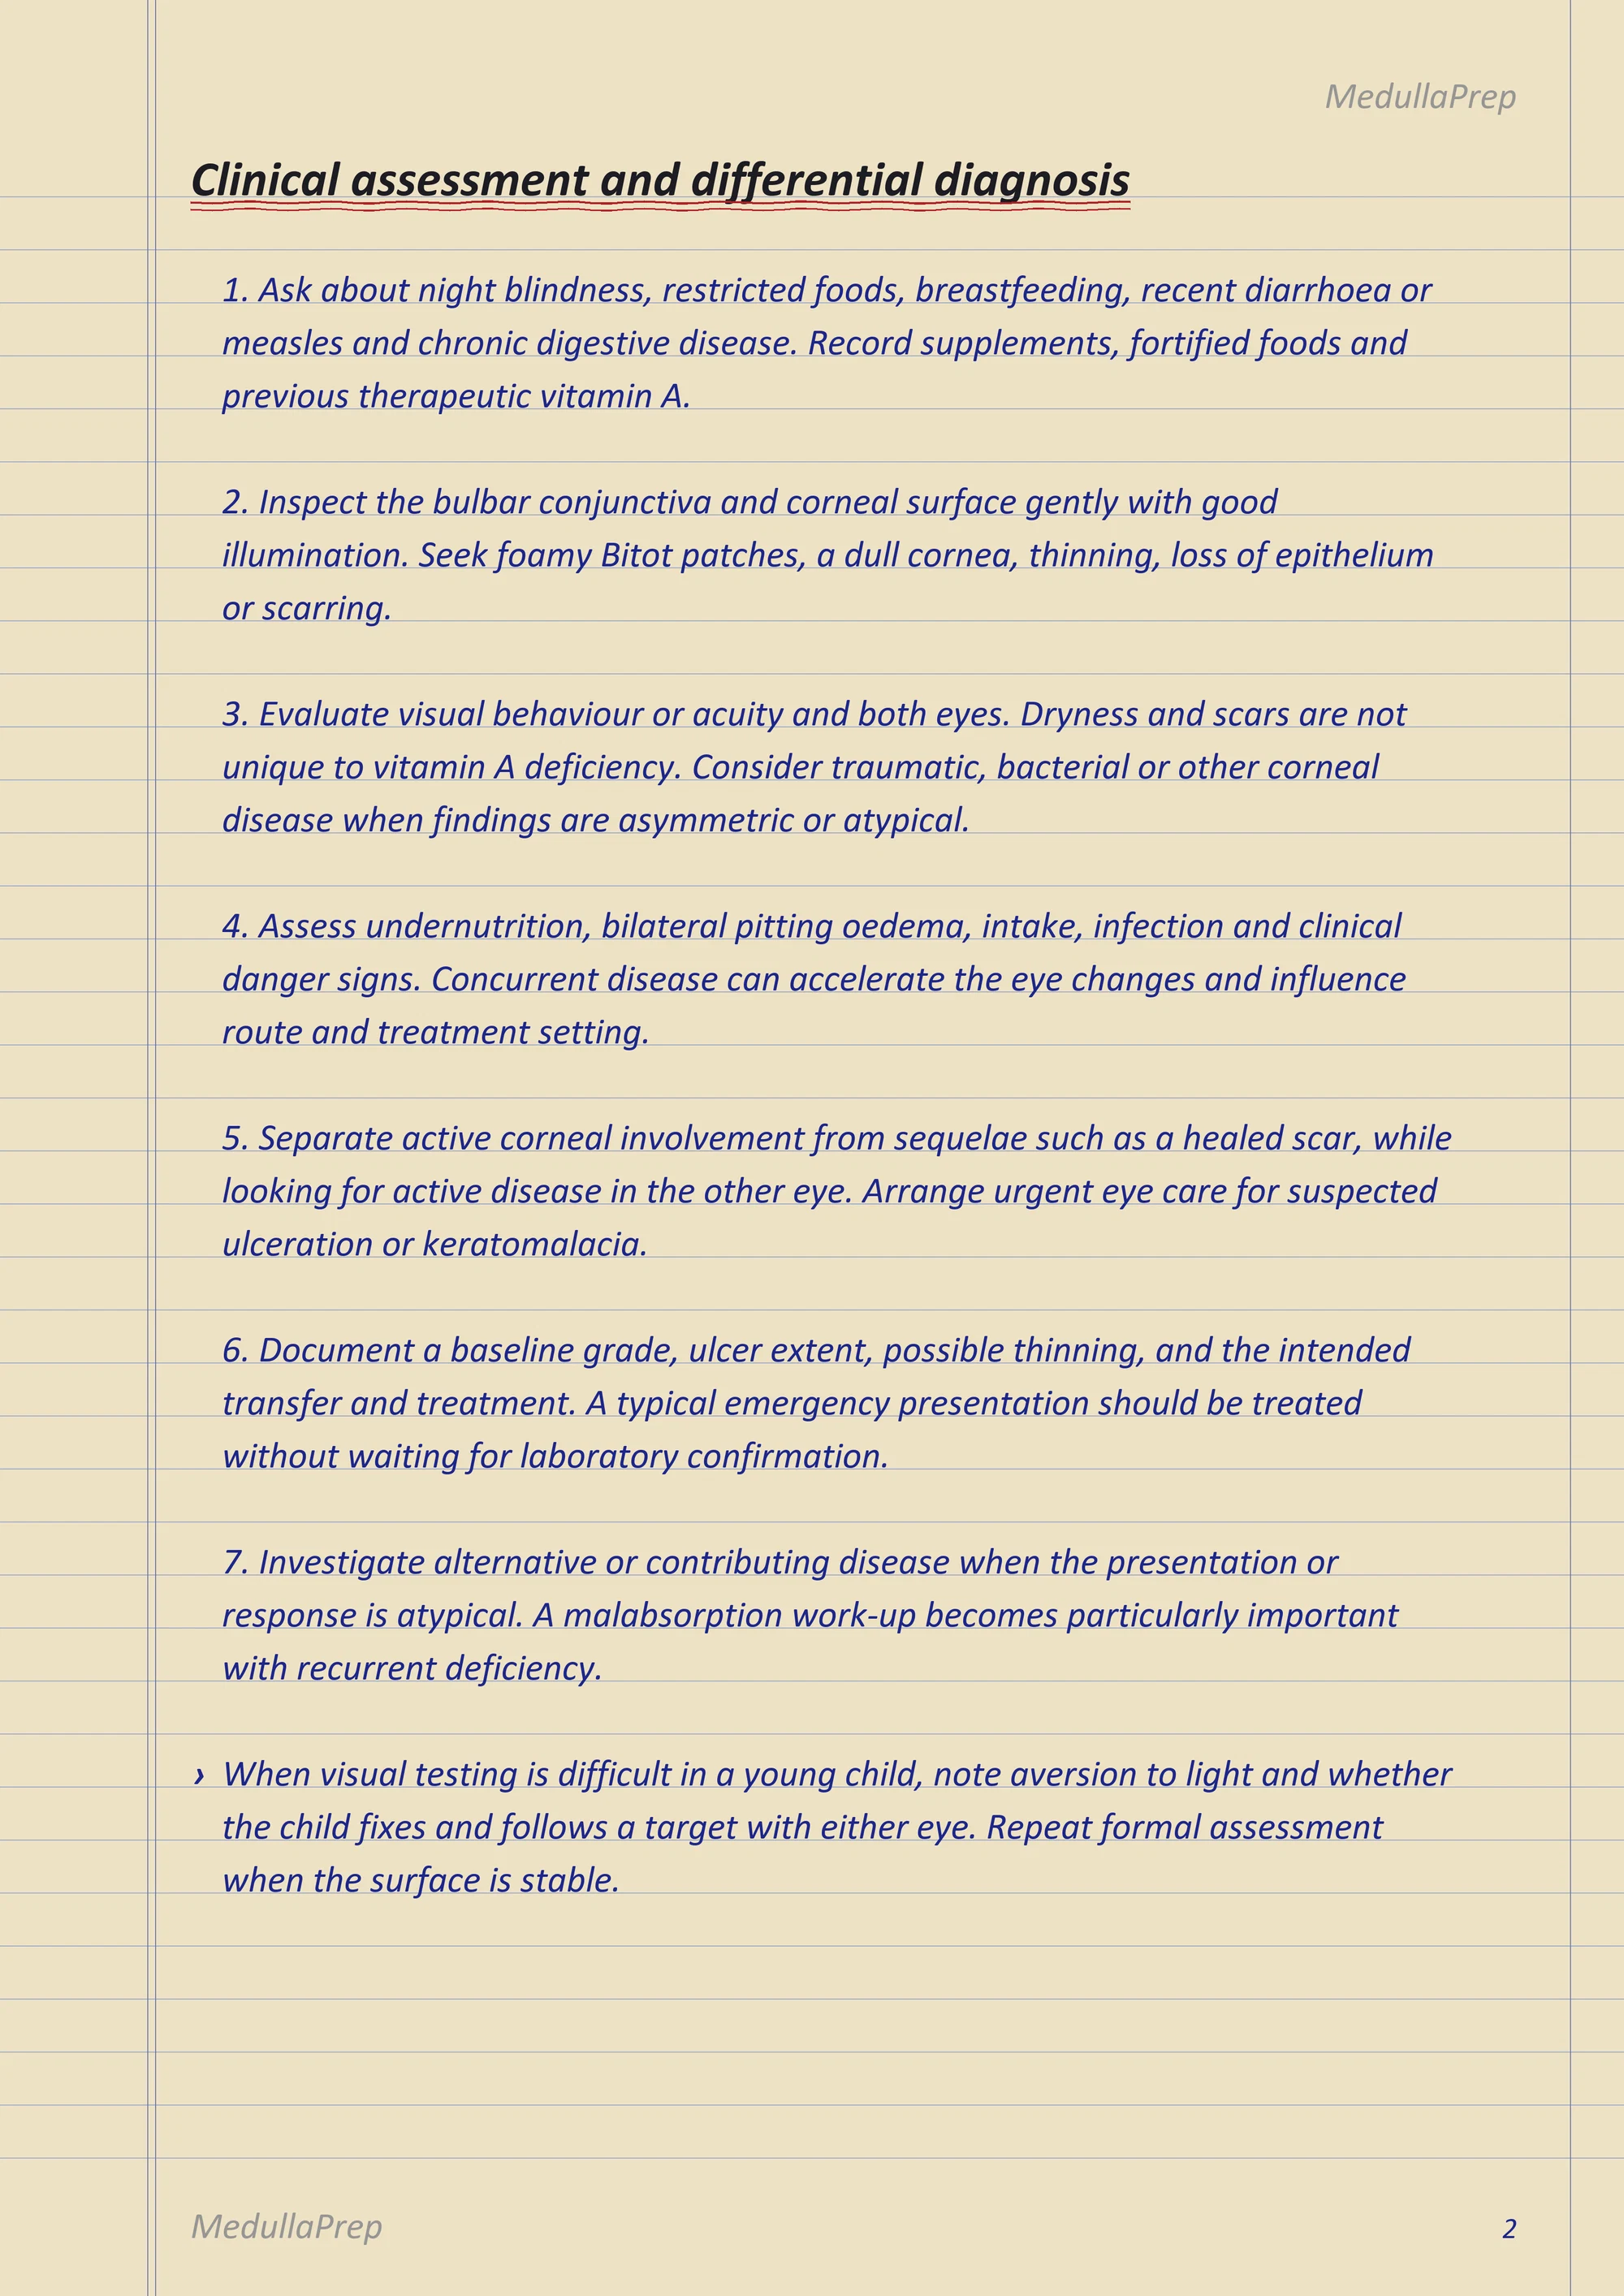 MedullaPrep
Clinical assessment and differential diagnosis
1. Ask about night blindness, restricted foods, breastfeeding, recent diarrhoea or
measles and chronic digestive disease. Record supplements, fortified foods and
previous therapeutic vitamin A.
2. Inspect the bulbar conjunctiva and corneal surface gently with good
illumination. Seek foamy Bitot patches, a dull cornea, thinning, loss of epithelium
or scarring.
3. Evaluate visual behaviour or acuity and both eyes. Dryness and scars are not
unique to vitamin A deficiency. Consider traumatic, bacterial or other corneal
disease when findings are asymmetric or atypical.
4. Assess undernutrition, bilateral pitting oedema, intake, infection and clinical
danger signs. Concurrent disease can accelerate the eye changes and influence
route and treatment setting.
5. Separate active corneal involvement from sequelae such as a healed scar, while
looking for active disease in the other eye. Arrange urgent eye care for suspected
ulceration or keratomalacia.
6. Document a baseline grade, ulcer extent, possible thinning, and the intended
transfer and treatment. A typical emergency presentation should be treated
without waiting for laboratory confirmation.
7. Investigate alternative or contributing disease when the presentation or
response is atypical. A malabsorption work-up becomes particularly important
with recurrent deficiency.
› When visual testing is difficult in a young child, note aversion to light and whether
the child fixes and follows a target with either eye. Repeat formal assessment
when the surface is stable.
MedullaPrep
2